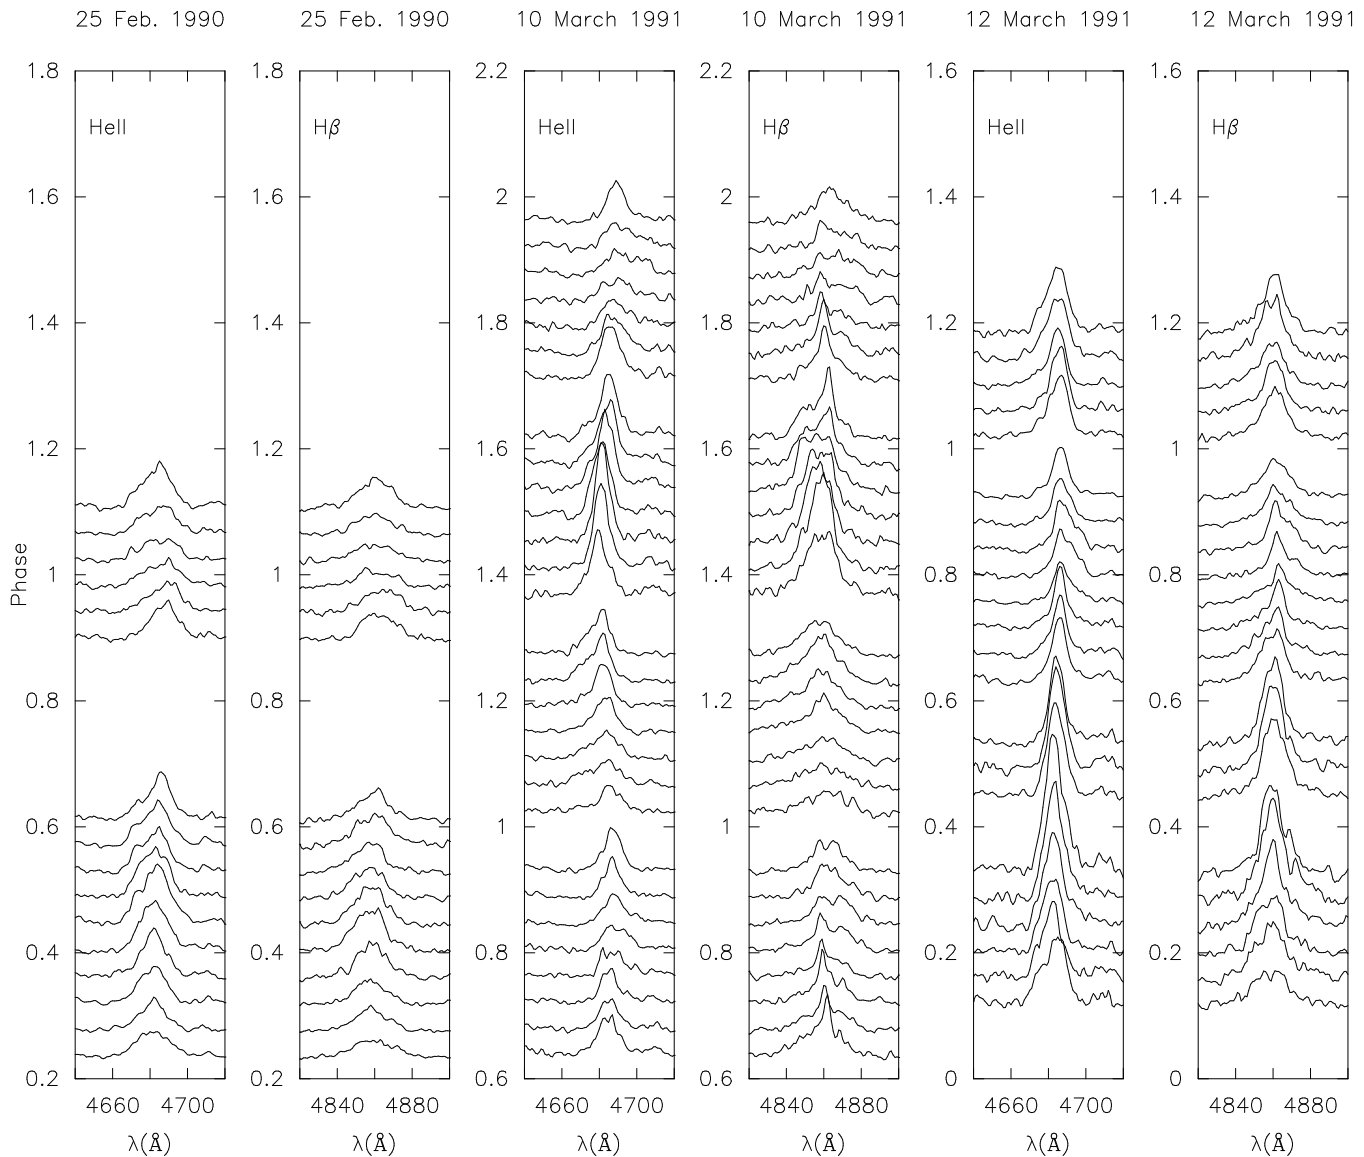 25 Feb. 1990 25 Feb. 1990 10 March 1991 10 March 1991 12 March 1991 12 March 1991
HeII Hβ HeII Hβ HeII Hβ
1.8 1.8 2.2 2.2 1.6 1.6
1.6 1.6 2 2 1.4 1.4
1.4 1.4 1.8 1.8 1.2 1.2
1.2 1.2 1.6 1.6 1 1
Phase
1 1 1.4 1.4 0.8 0.8
0.8 0.8 1.2 1.2 0.6 0.6
0.6 0.6 1 1 0.4 0.4
0.4 0.4 0.8 0.8 0.2 0.2
0.2 0.2 0.6 0.6 0 0
4660 4700 4840 4880 4660 4700 4840 4880 4660 4700 4840 4880
λ(Å) λ(Å) λ(Å) λ(Å) λ(Å) λ(Å)